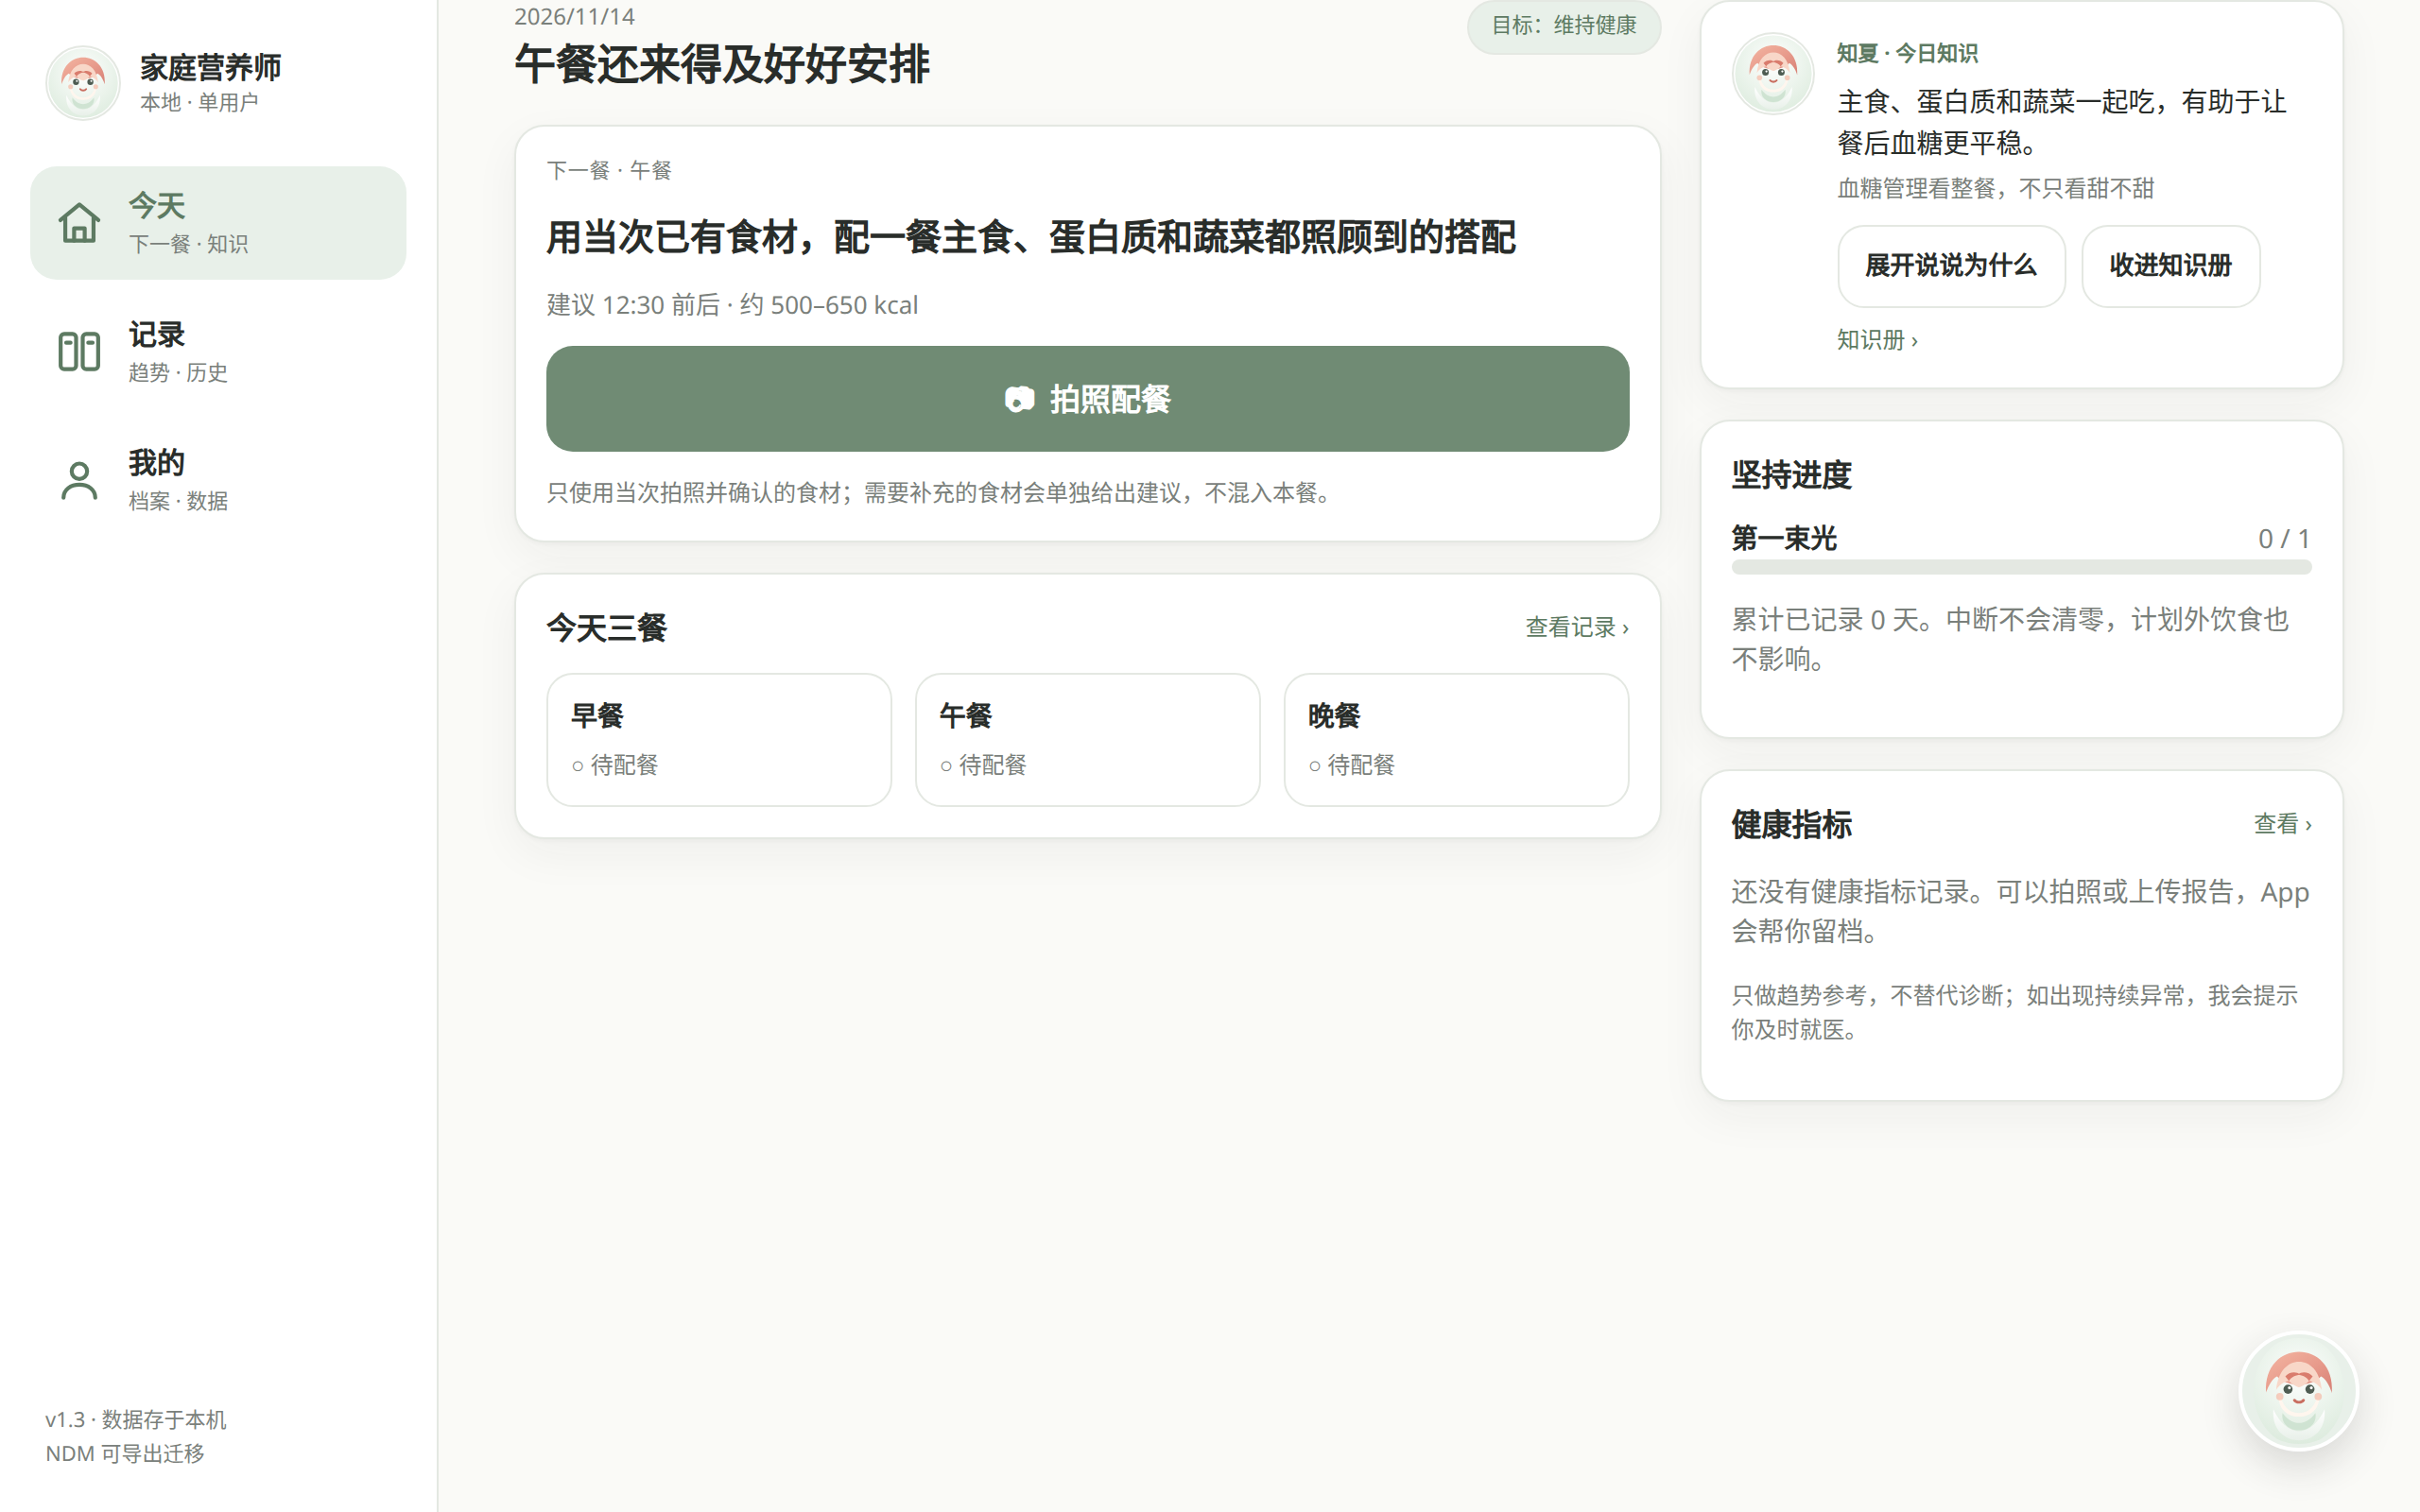 家庭营养师
本地 · 单用户
今天
下一餐 · 知识
记录
趋势 · 历史
我的
档案 · 数据
v1.3 · 数据存于本机
NDM 可导出迁移
2026/11/14
午餐还来得及好好安排
目标：维持健康
下一餐 · 午餐
用当次已有食材，配一餐主食、蛋白质和蔬菜都照顾到的搭配
建议 12:30 前后 · 约 500–650 kcal
拍照配餐
只使用当次拍照并确认的食材；需要补充的食材会单独给出建议，不混入本餐。
今天三餐
查看记录 ›
早餐
○ 待配餐
午餐
○ 待配餐
晚餐
○ 待配餐
知夏 · 今日知识
主食、蛋白质和蔬菜一起吃，有助于让
餐后血糖更平稳。
血糖管理看整餐，不只看甜不甜
展开说说为什么
收进知识册
知识册 ›
坚持进度
第一束光
0 / 1
累计已记录 0 天。中断不会清零，计划外饮食也
不影响。
健康指标
查看 ›
还没有健康指标记录。可以拍照或上传报告，App
会帮你留档。
只做趋势参考，不替代诊断；如出现持续异常，我会提示
你及时就医。